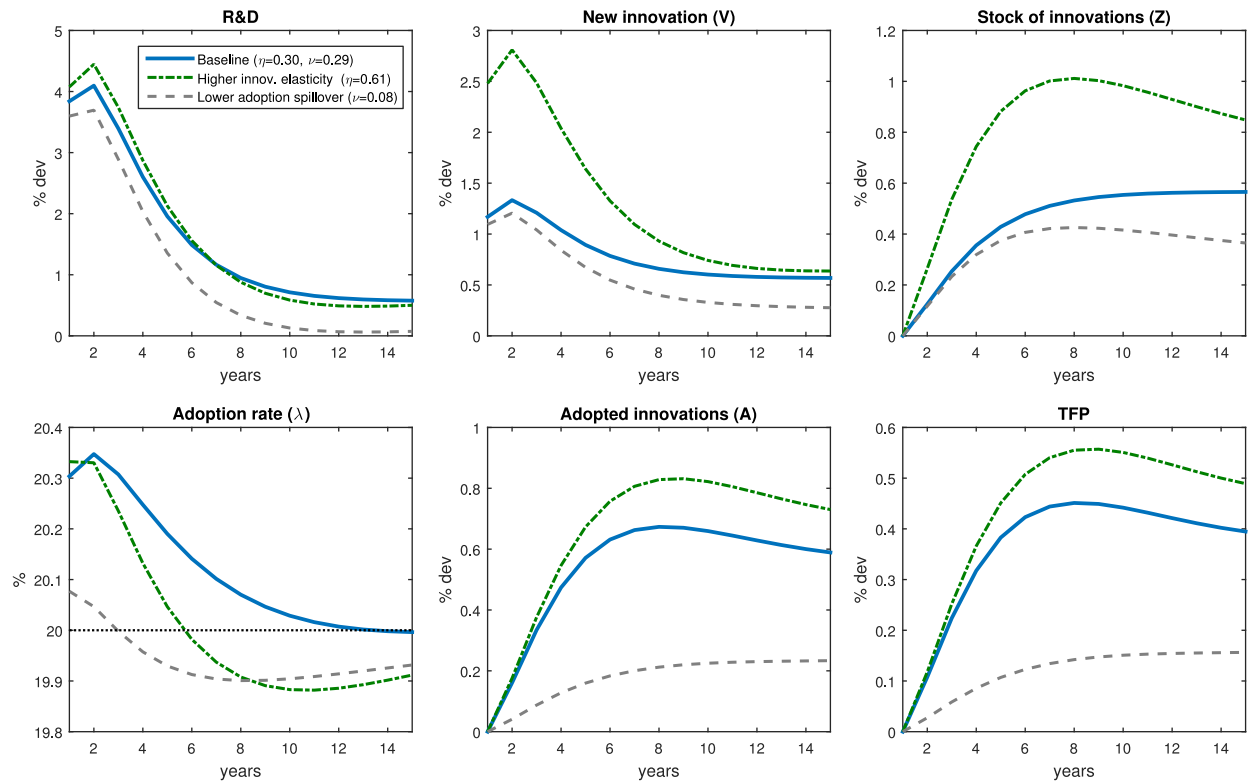 R&D
5
4
3
2
1
0
% dev
2 4 6 8 10 12 14
years
Baseline (η=0.30, ν=0.29)
Higher innov. elasticity (η=0.61)
Lower adoption spillover (ν=0.08)
New innovation (V)
3
2.5
2
1.5
1
0.5
0
% dev
2 4 6 8 10 12 14
years
Stock of innovations (Z)
1.2
1
0.8
0.6
0.4
0.2
0
% dev
2 4 6 8 10 12 14
years
Adoption rate (λ)
20.4
20.3
20.2
20.1
20
19.9
19.8
%
2 4 6 8 10 12 14
years
Adopted innovations (A)
1
0.8
0.6
0.4
0.2
0
% dev
2 4 6 8 10 12 14
years
TFP
0.6
0.5
0.4
0.3
0.2
0.1
0
% dev
2 4 6 8 10 12 14
years